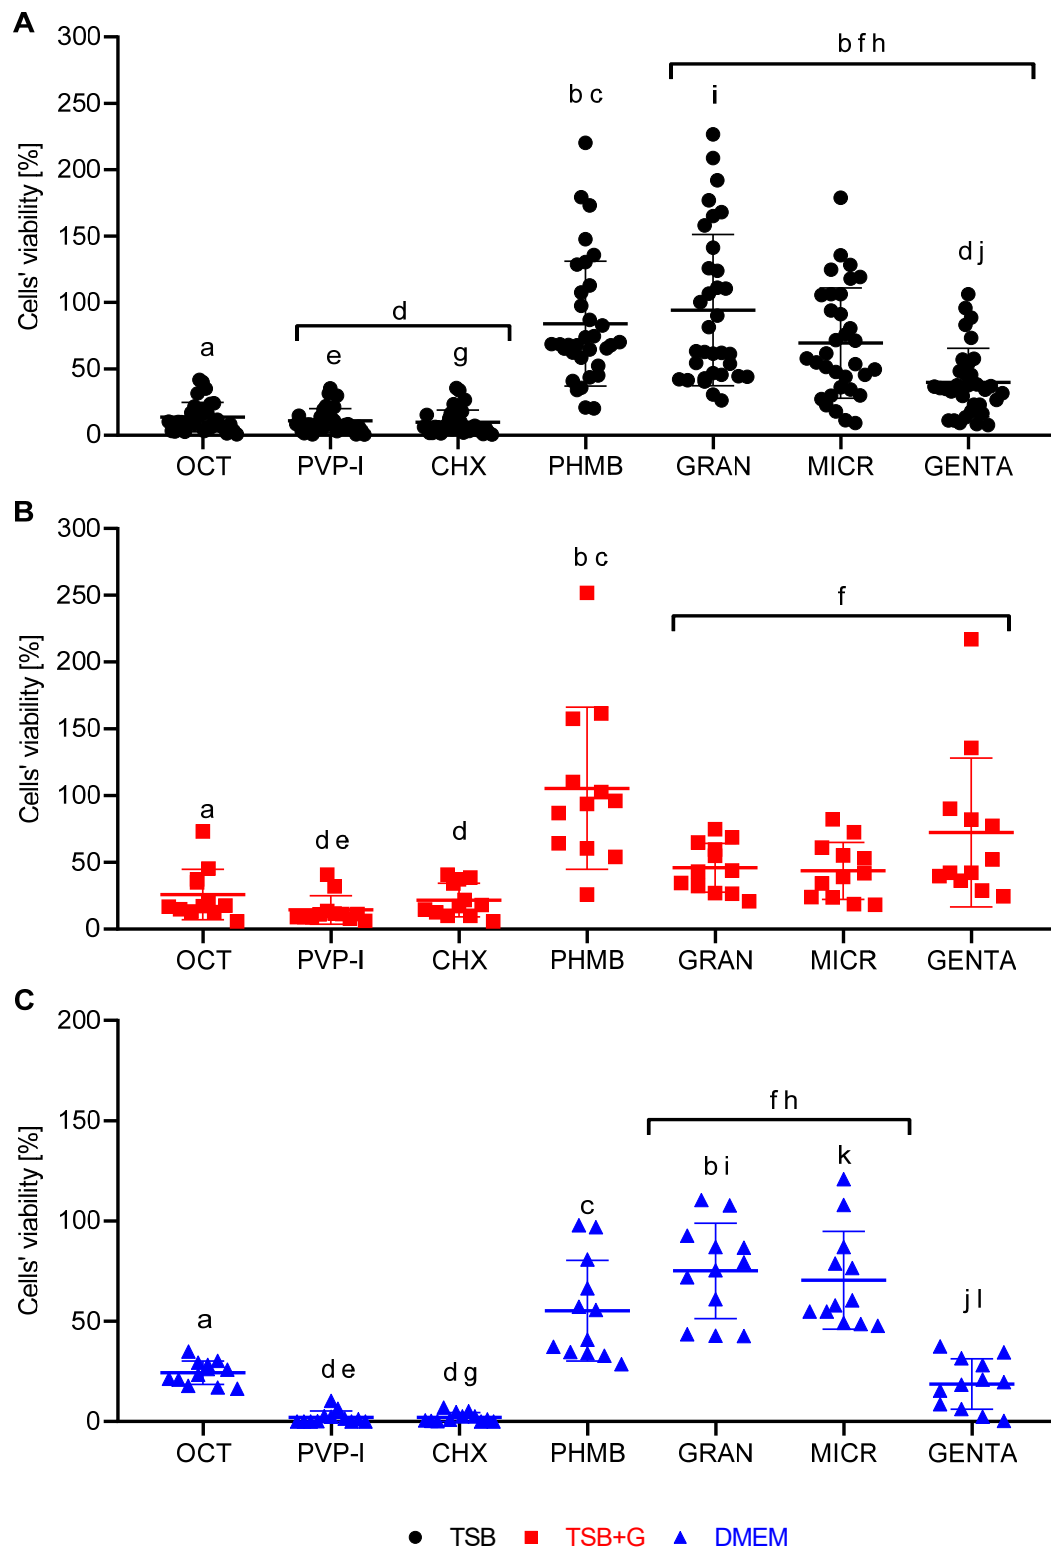 A
Cells' viability [%]
300
250
200
150
100
50
0
b f h
b c
i
d j
d
a
e
g
OCT PVP-I CHX PHMB GRAN MICR GENTA
B
Cells' viability [%]
300
250
200
150
100
50
0
b c
f
a
d e
d
OCT PVP-I CHX PHMB GRAN MICR GENTA
C
Cells' viability [%]
200
150
100
50
0
f h
b i
k
c
j l
a
d e
d g
OCT PVP-I CHX PHMB GRAN MICR GENTA
TSB TSB+G DMEM